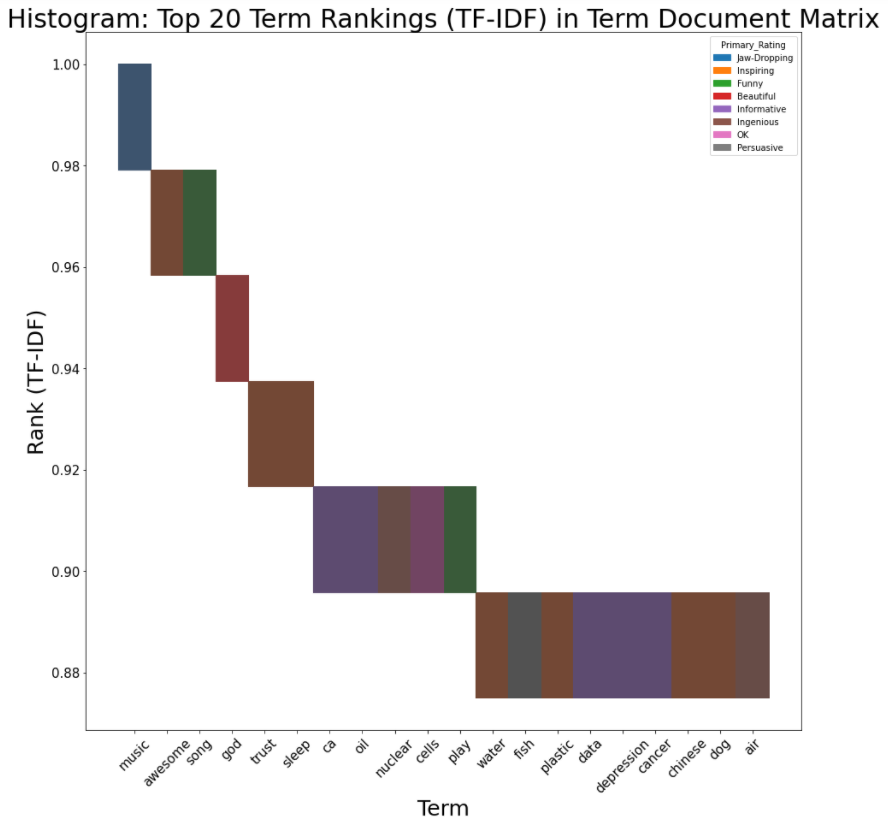 Histogram: Top 20 Term Rankings (TF-IDF) in Term Document Matrix
Primary_Rating
Jaw-Dropping
Inspiring
Funny
Beautiful
Informative
Ingenious
OK
Persuasive
Rank (TF-IDF)
1.00
0.98
0.96
0.94
0.92
0.90
0.88
music
awesome
song
god
trust
sleep
ca
oil
nuclear
cells
play
water
fish
plastic
data
depression
cancer
chinese
dog
air
Term